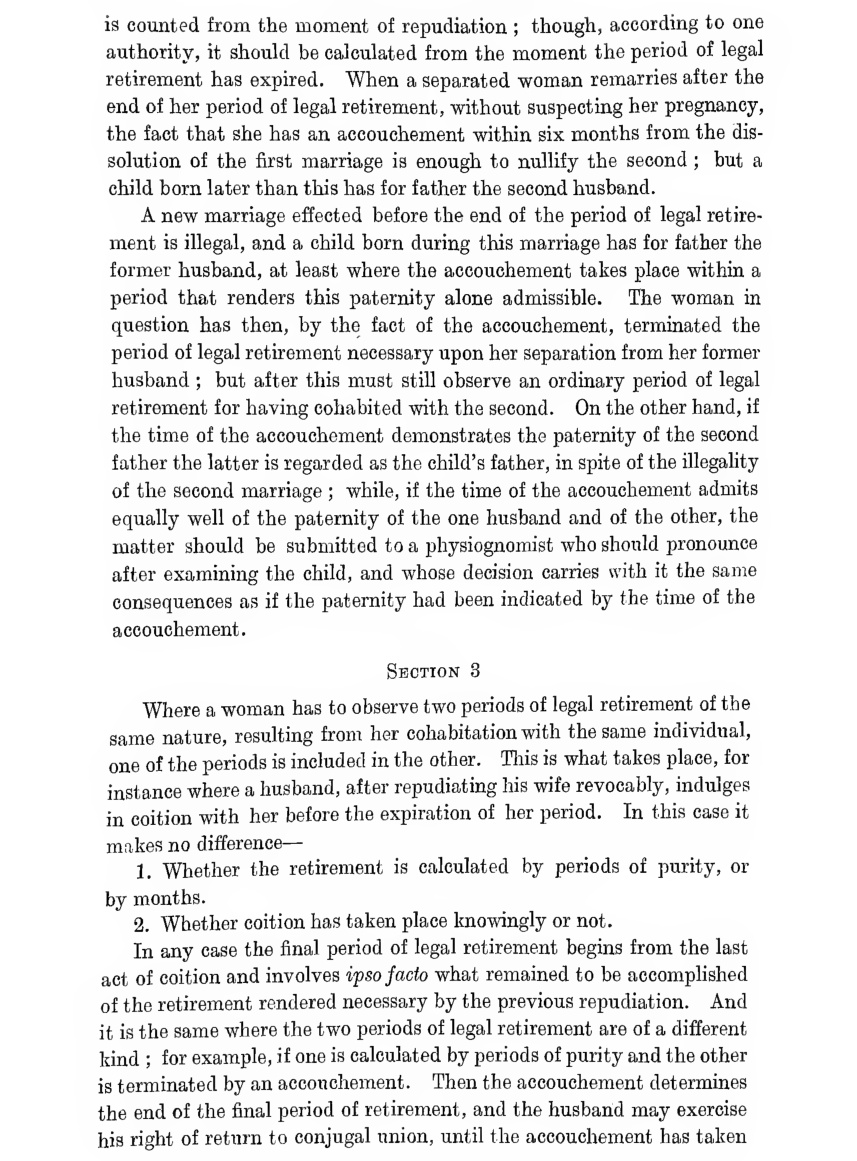 is counted from the moment of repudiation ; though, according to one
authority, it should be calculated from the moment the period of legal
retirement has expired. When a separated woman remarries after the
end of her period of legal retirement, without suspecting her pregnancy,
the fact that she has an accouchement within six months from the dis-
solution of the first marriage is enough to nullify the second ; but a
child born later than this has for father the second husband.
A new marriage effected before the end of the period of legal retire-
ment is illegal, and a child born during this marriage has for father the
former husband, at least where the accouchement takes place within a
period that renders this paternity alone admissible. The woman in
question has then, by the fact of the accouchement, terminated the
period of legal retirement necessary upon her separation from her former
husband ; but after this must still observe an ordinary period of legal
retirement for having cohabited with the second. On the other hand, if
the time of the accouchement demonstrates the paternity of the second
father the latter is regarded as the child's father, in spite of the illegality
of the second marriage ; while, if the time of the accouchement admits
equally well of the paternity of the one husband and of the other, the
matter should be submitted to a physiognomist who should pronounce
after examining the child, and whose decision carries with it the same
consequences as if the paternity had been indicated by the time of the
accouchement.
SECTION 3
Where a woman has to observe two periods of legal retirement of the
same nature, resulting from her cohabitation with the same individual,
one of the periods is included in the other. This is what takes place, for
instance where a husband, after repudiating his wife revocably, indulges
in coition with her before the expiration of her period. In this case it
makes no difference—
1. Whether the retirement is calculated by periods of purity, or
by months.
2. Whether coition has taken place knowingly or not.
In any case the final period of legal retirement begins from the last
act of coition and involves ipso facto what remained to be accomplished
of the retirement rendered necessary by the previous repudiation. And
it is the same where the two periods of legal retirement are of a different
kind ; for example, if one is calculated by periods of purity and the other
is terminated by an accouchement. Then the accouchement determines
the end of the final period of retirement, and the husband may exercise
his right of return to conjugal union, until the accouchement has taken